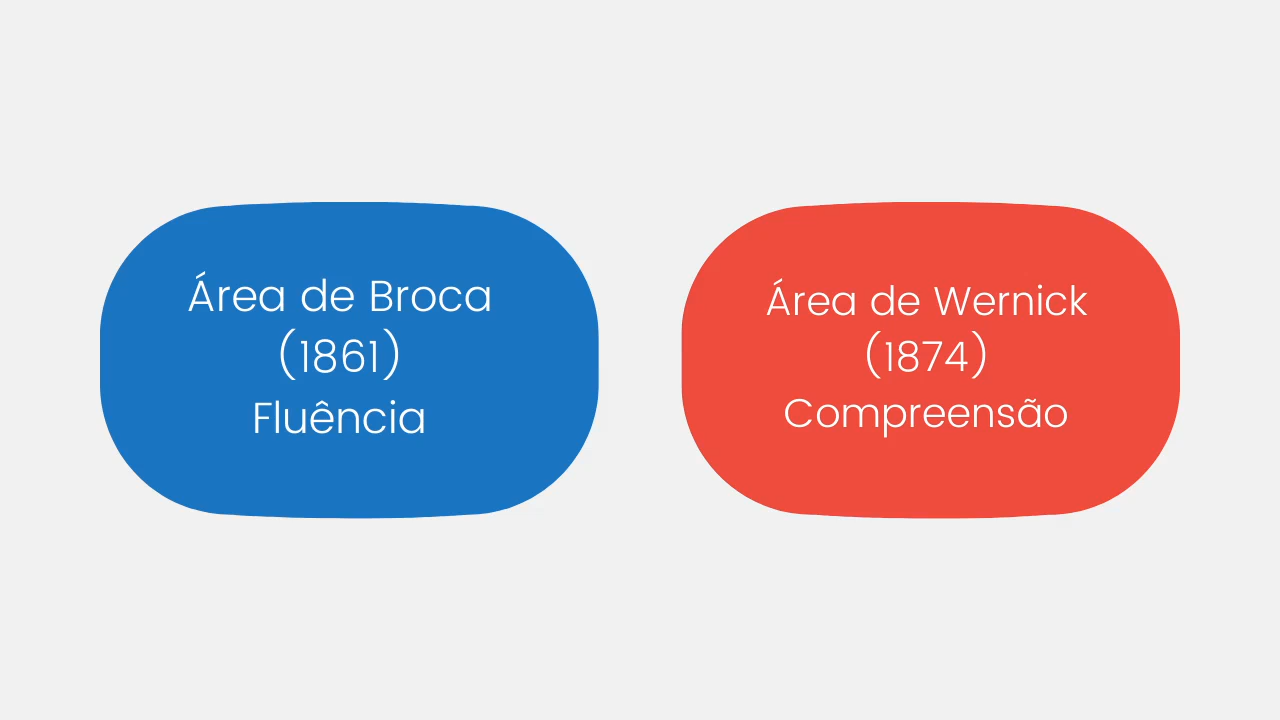 Área de Broca
(1861)
Fluência
Área de Wernick
(1874)
Compreensão